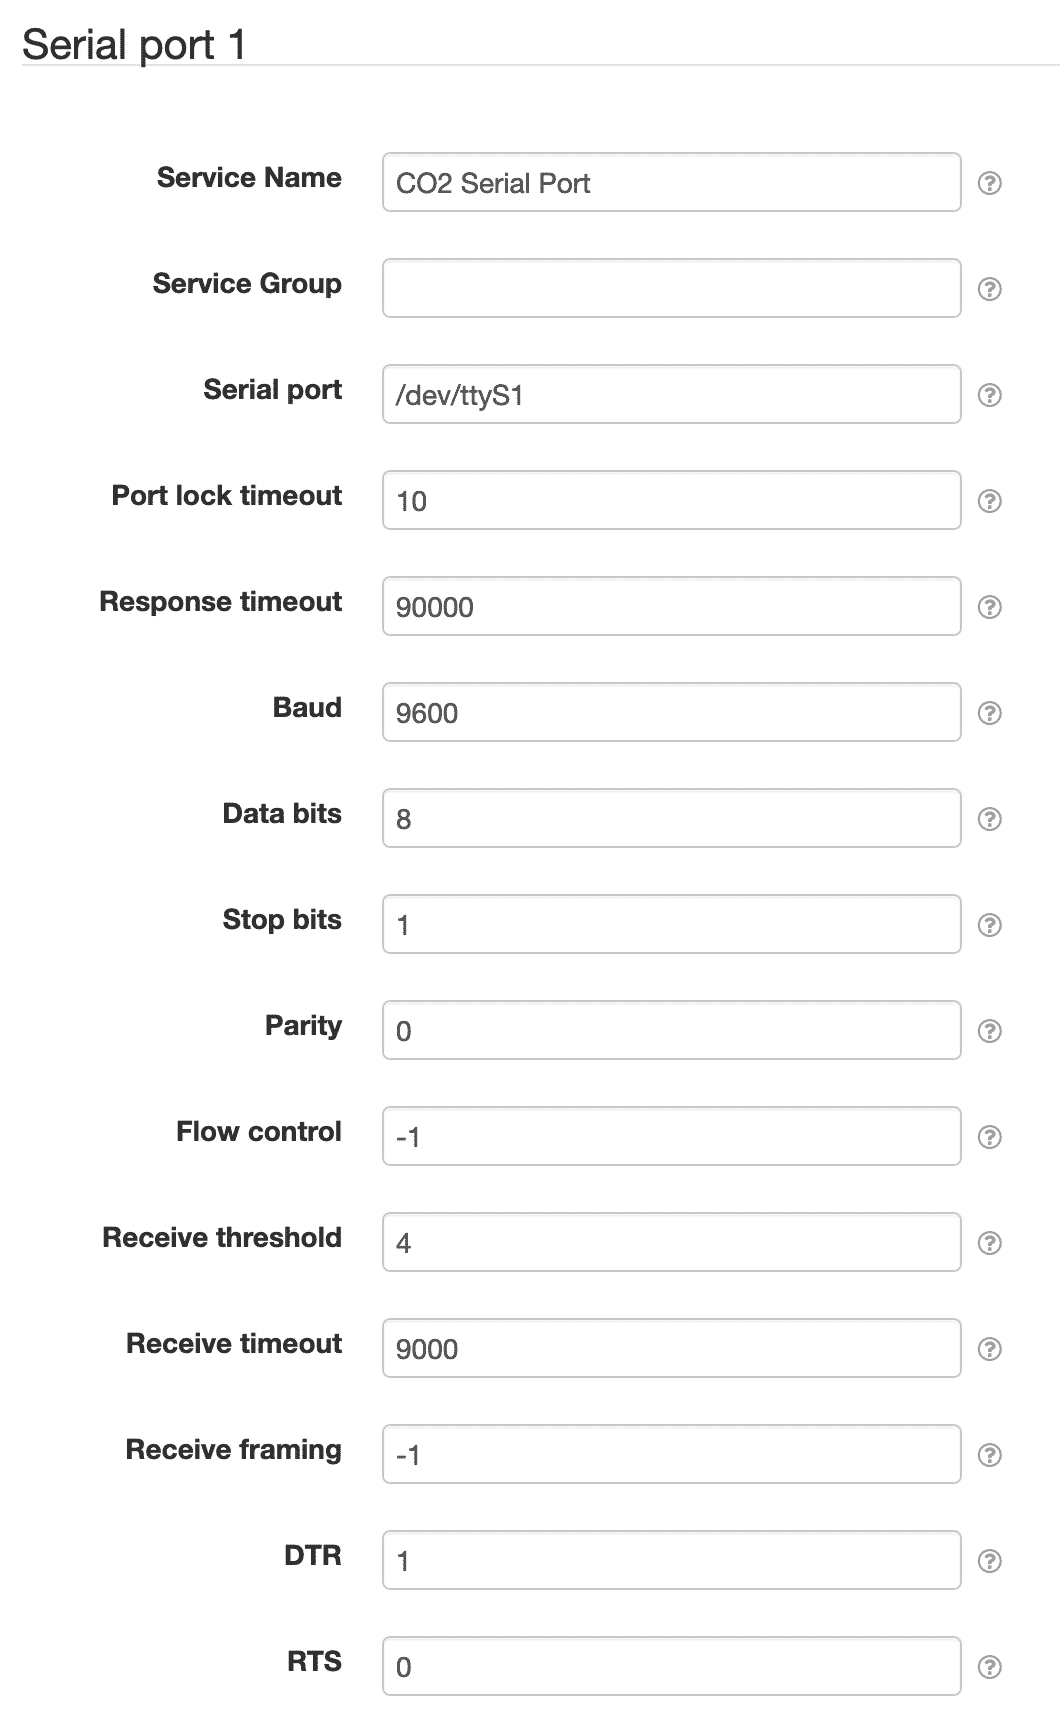 Serial port 1
Service Name CO2 Serial Port ?
Service Group ?
Serial port /dev/ttyS1 ?
Port lock timeout 10 ?
Response timeout 90000 ?
Baud 9600 ?
Data bits 8 ?
Stop bits 1 ?
Parity 0 ?
Flow control -1 ?
Receive threshold 4 ?
Receive timeout 9000 ?
Receive framing -1 ?
DTR 1 ?
RTS 0 ?